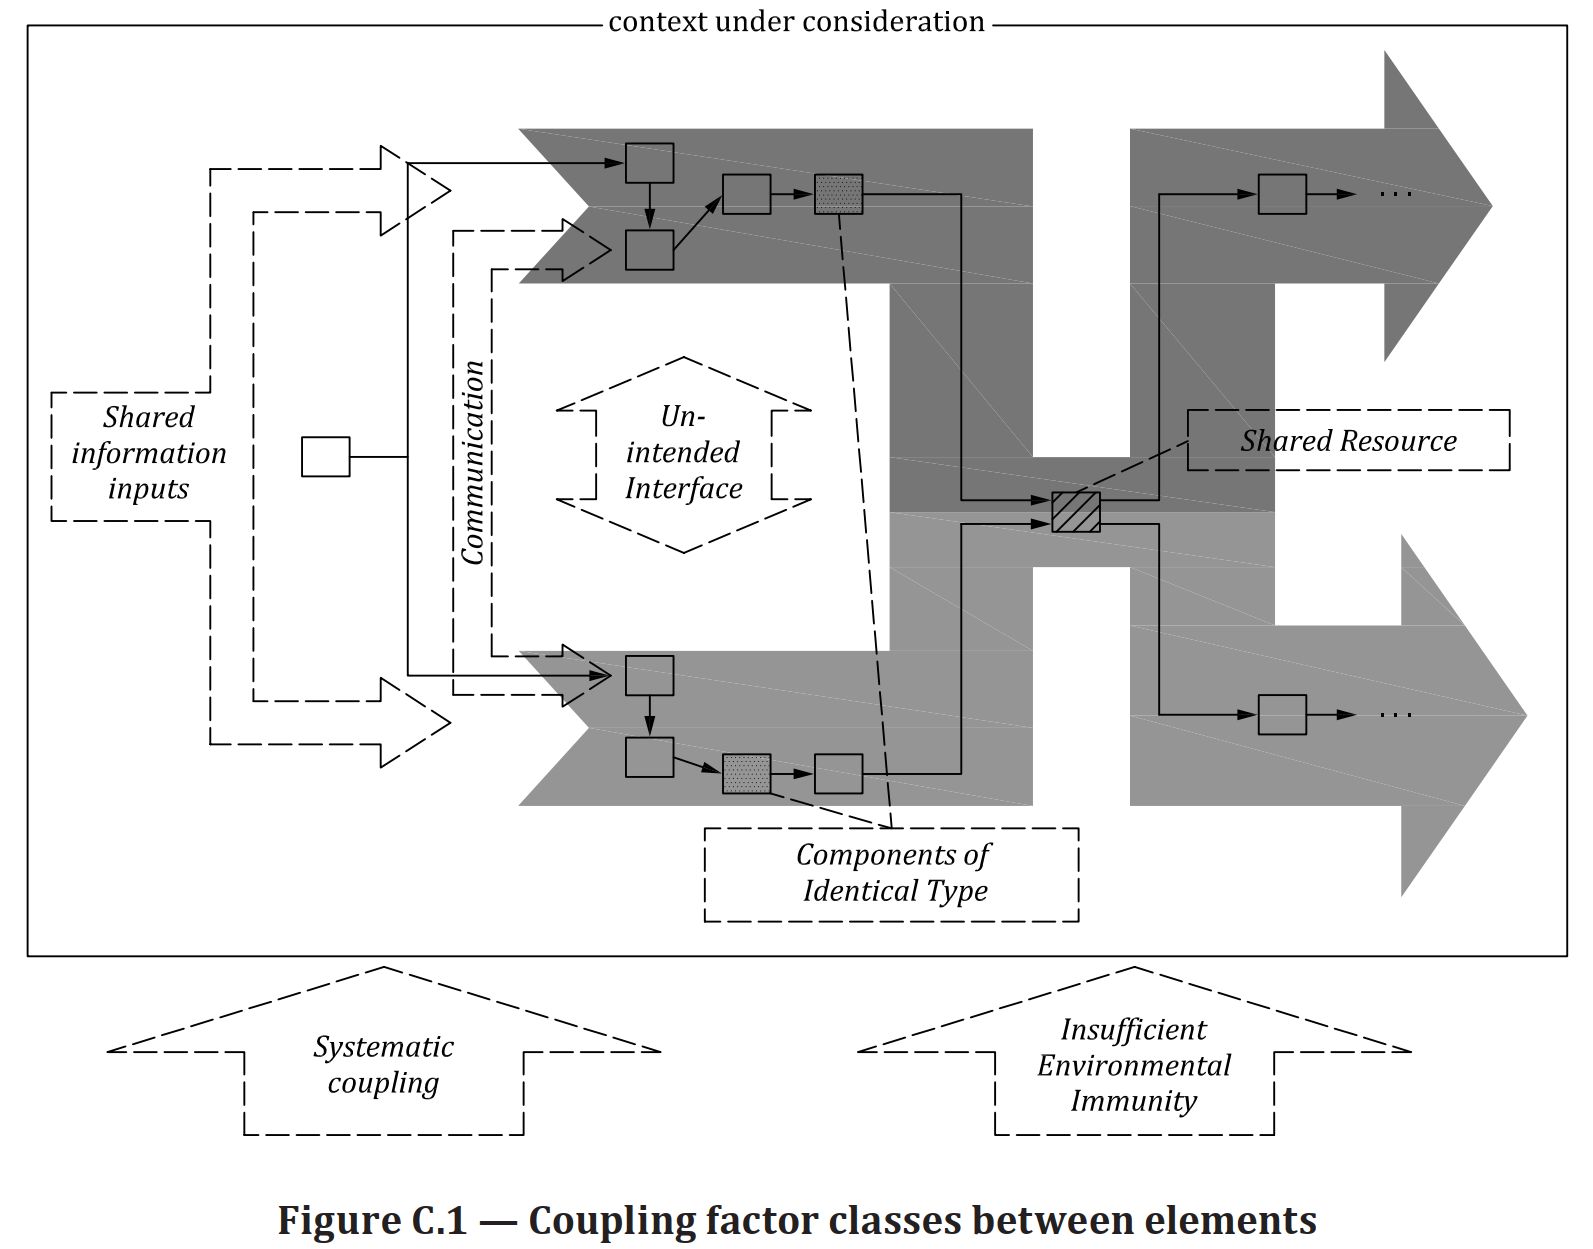 context under consideration
Shared
information
inputs
Communication
Un-
intended
Interface
...
Shared Resource
...
Components of
Identical Type
Systematic
coupling
Insufficient
Environmental
Immunity
Figure C.1 — Coupling factor classes between elements